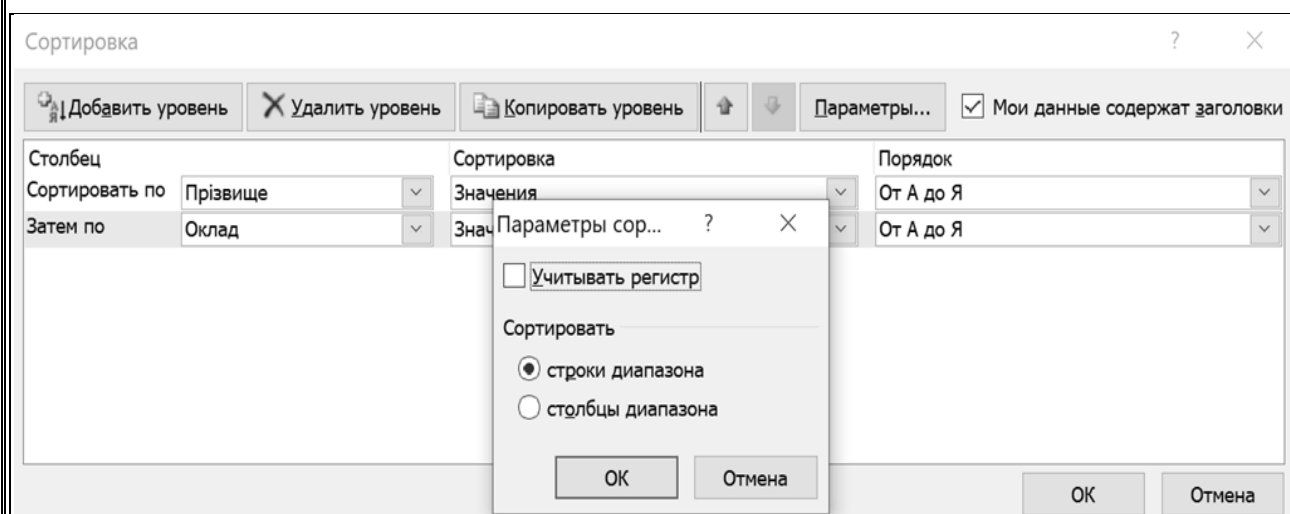 Сортировка ? ×
Добавить уровень Удалить уровень Копировать уровень Параметры... Мои данные содержат заголовки
Столбец Сортировка Порядок
Сортировать по Прізвище Значения От А до Я
Затем по Оклад Знач От А до Я
Параметры сор... ? ×
Учитывать регистр
Сортировать
строки диапазона
столбцы диапазона
ОК Отмена
ОК Отмена